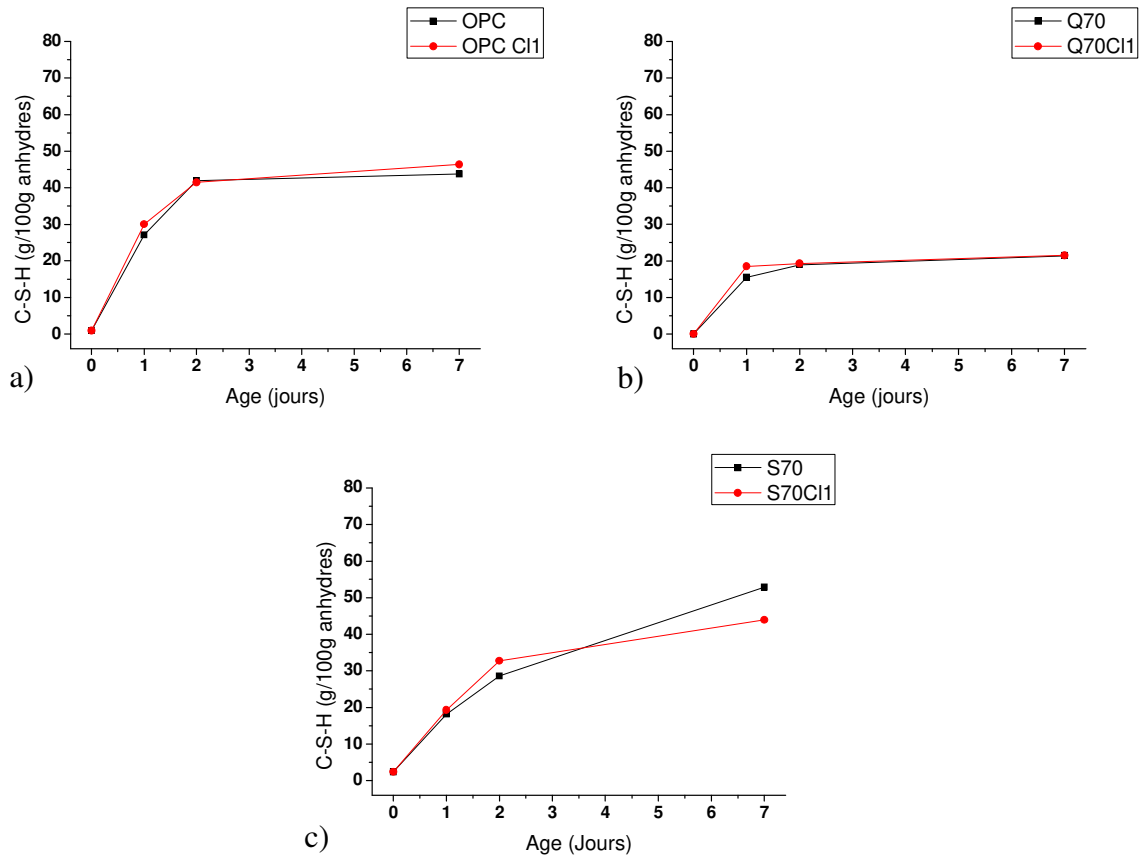 OPC
OPC Cl1
80
70
60
50
40
30
20
10
0
C-S-H (g/100g anhydres)
0 1 2 3 4 5 6 7
Age (jours)
a)
Q70
Q70Cl1
80
70
60
50
40
30
20
10
0
C-S-H (g/100g anhydres)
0 1 2 3 4 5 6 7
Age (jours)
b)
S70
S70Cl1
80
70
60
50
40
30
20
10
0
C-S-H (g/100g anhydres)
0 1 2 3 4 5 6 7
Age (Jours)
c)